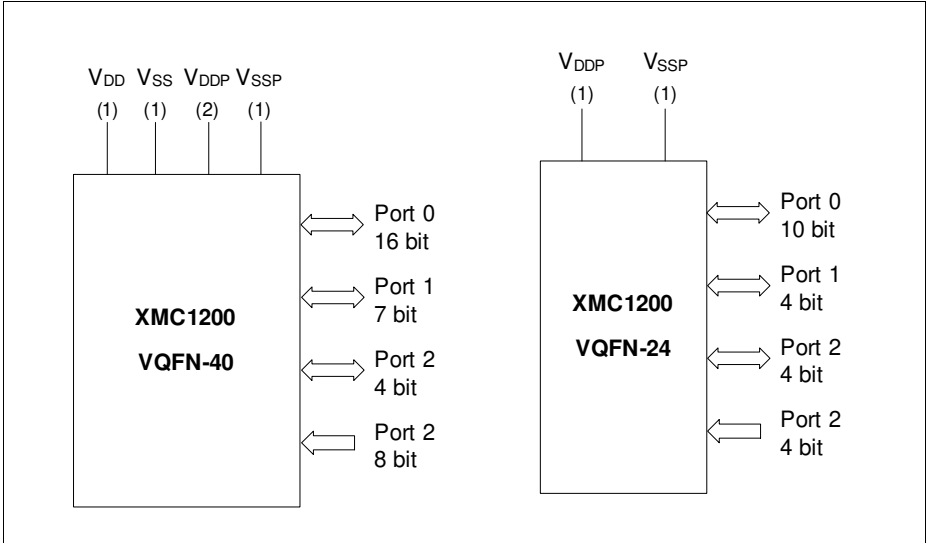 VDD VSS VDDP VSSP
(1) (1) (2) (1)
Port 0
16 bit
Port 1
7 bit
XMC1200
VQFN-40
Port 2
4 bit
Port 2
8 bit
VDDP VSSP
(1) (1)
Port 0
10 bit
Port 1
4 bit
XMC1200
VQFN-24
Port 2
4 bit
Port 2
4 bit